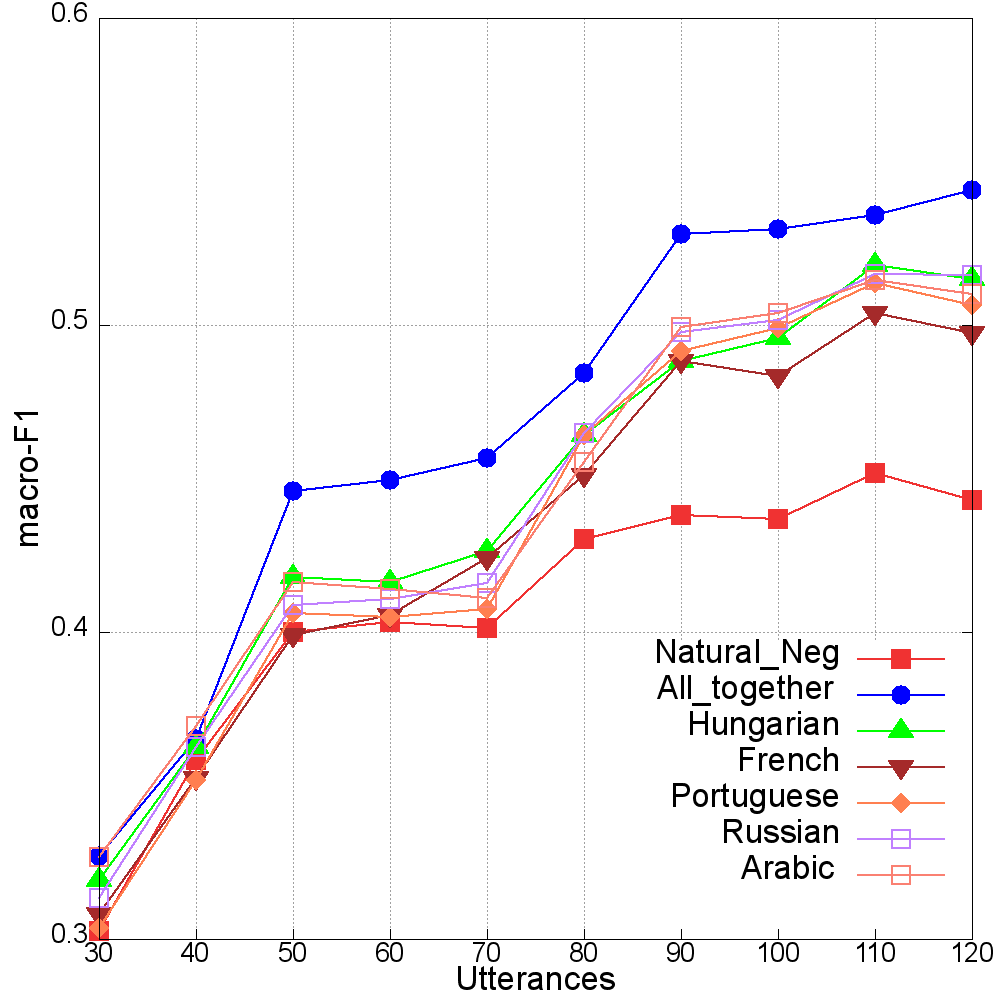 0.6
0.5
0.4
0.3
macro-F1
Natural_Neg
All_together
Hungarian
French
Portuguese
Russian
Arabic
30 40 50 60 70 80 90 100 110 120
Utterances